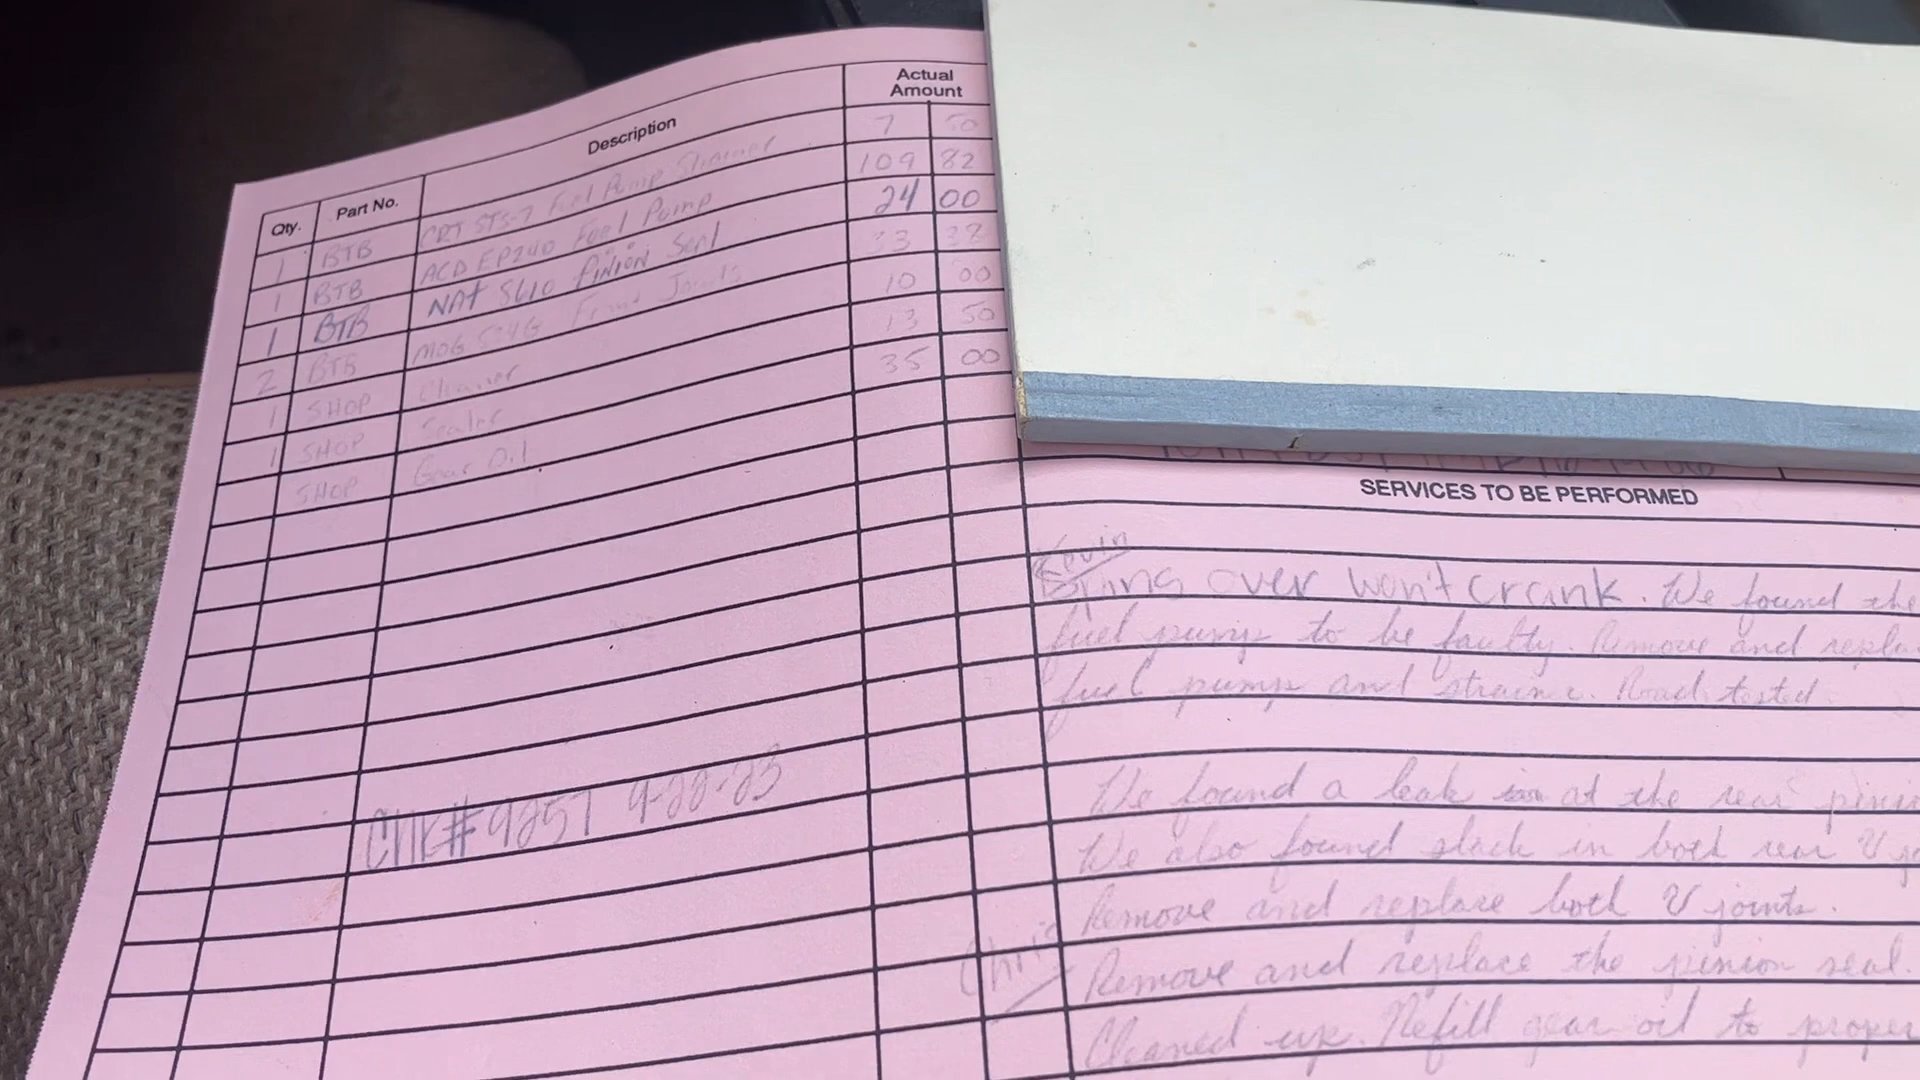 Qty. Part No. Description Actual Amount
1 BTB CRT STS-7 Fuel Pump Strainer 7 50
1 BTB ACD EP240 Fuel Pump 109 82
1 BTB NAT 5610 PINION Seal 24 00
2 BTB MOG Joints 33 38
1 SHOP Cleaner 10 00
1 SHOP Sealer 13 50
SHOP Gear Oil 35 00
CHK# 9257 9-22-23
SERVICES TO BE PERFORMED
Kevin
over won't crank. We found the
fuel pump to be faulty. Remove and
fuel pump and strainer. Road tested.
We found a leak at the rear
We also found slack in both rear U
Remove and replace both U joints.
Chris
Remove and replace the pinion seal.
Cleaned up. Refill gear oil to proper